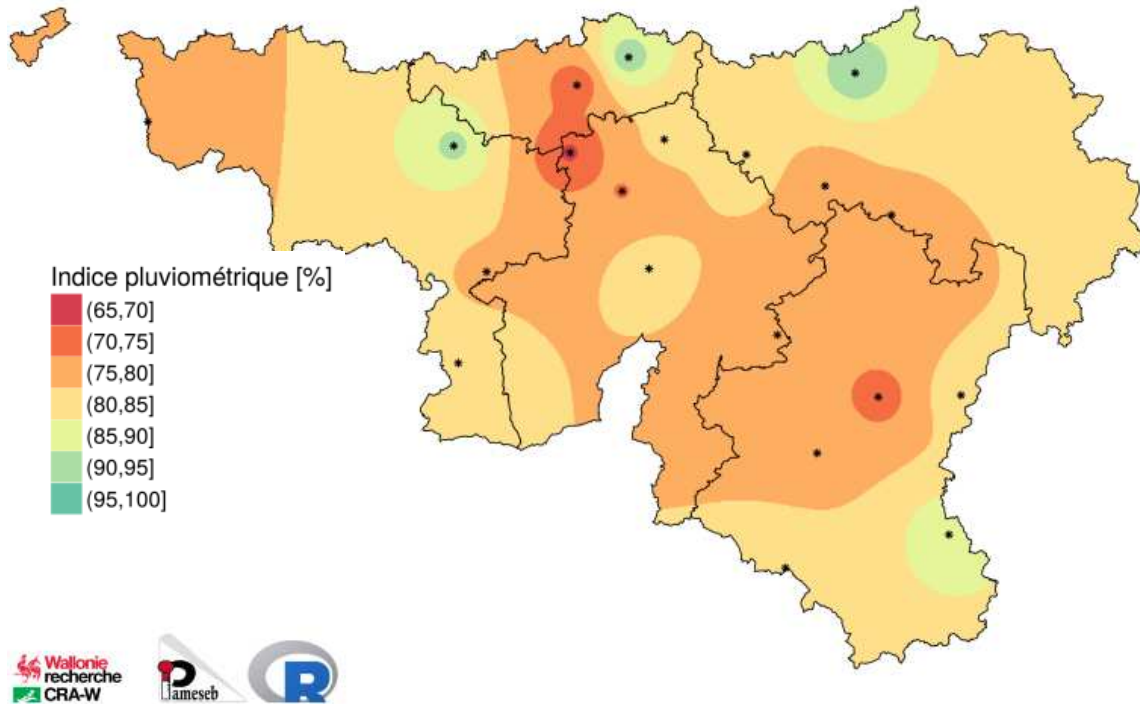 Indice pluviométrique [%]
(65,70]
(70,75]
(75,80]
(80,85]
(85,90]
(90,95]
(95,100]
Wallonie
recherche
CRA-W
Pameseb
R